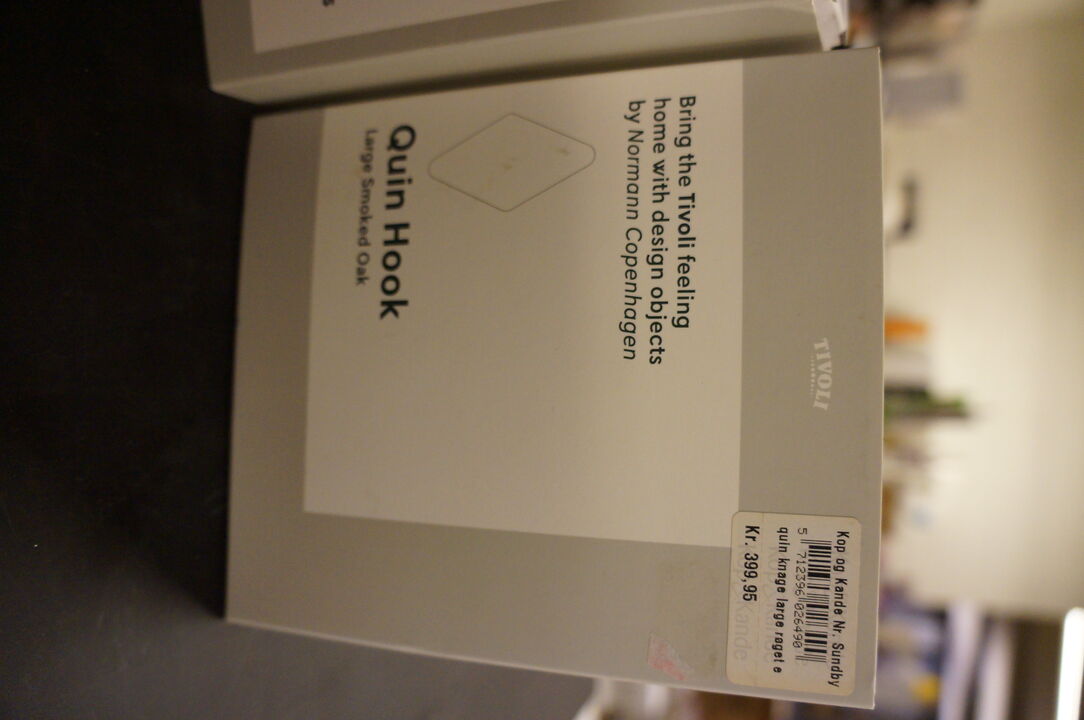 TIVOLI
Bring the Tivoli feeling
home with design objects
by Normann Copenhagen
Quin Hook
Large Smoked Oak
Kop og Kande Nr. Sundby
5 712396 026490
quin knage large røget e
Kr. 399,95